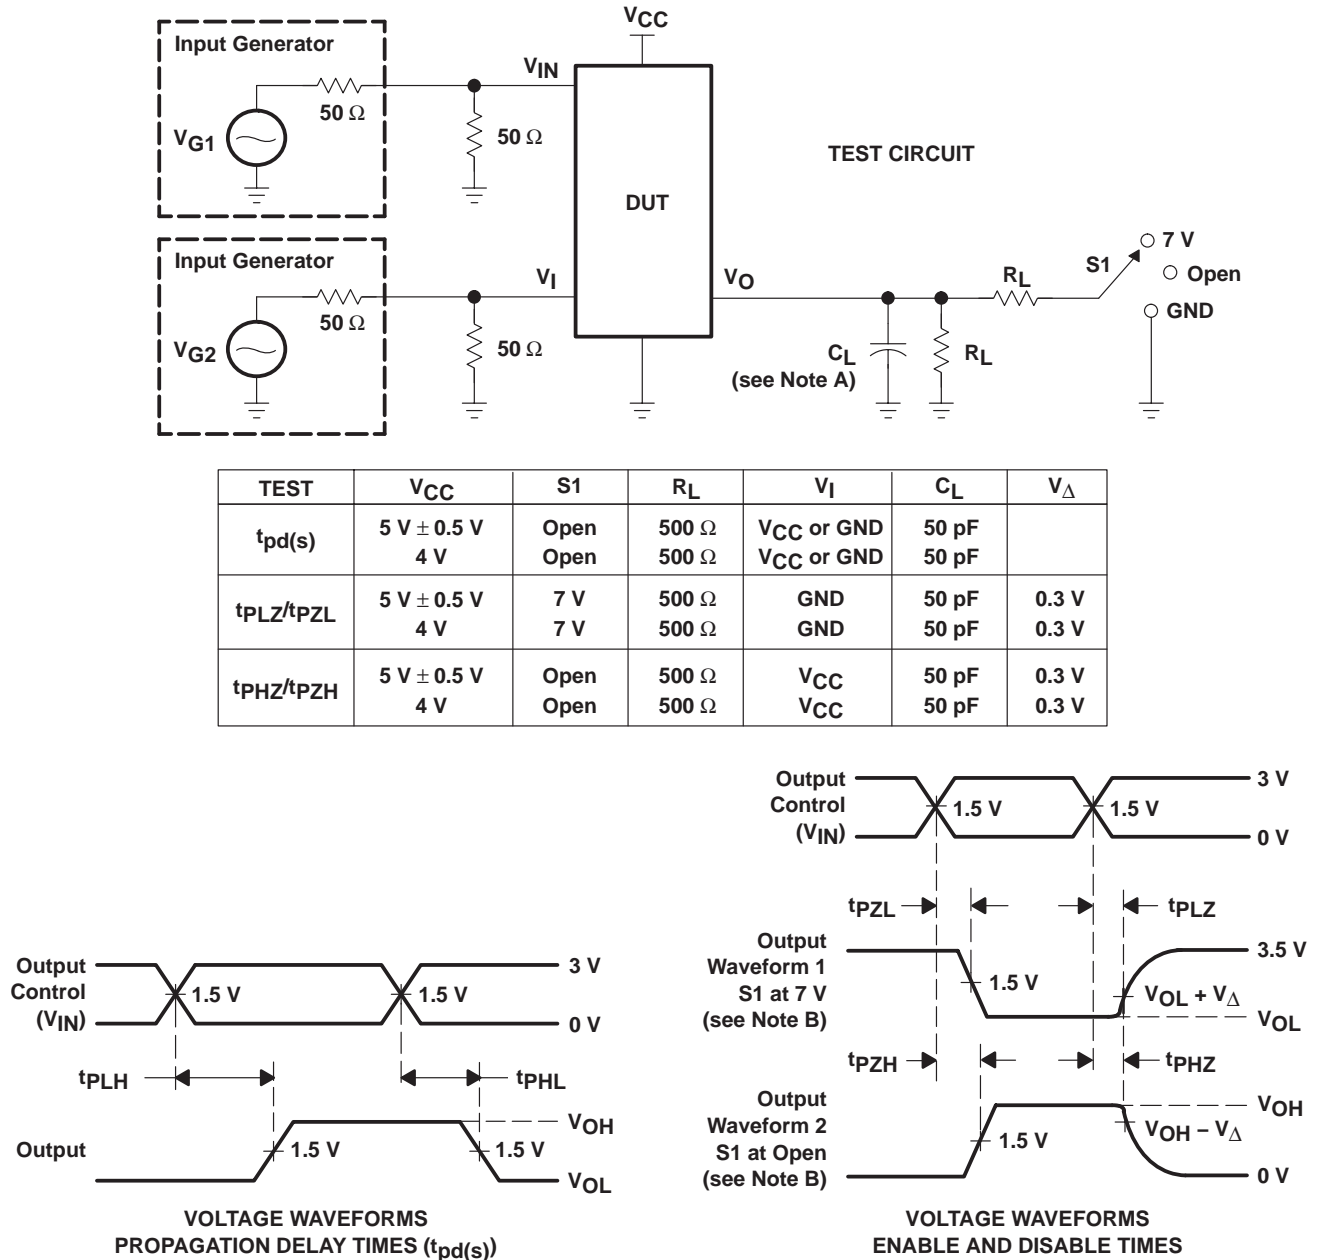 VCC
Input Generator
VIN
50 Ω
VG1
50 Ω
TEST CIRCUIT
DUT
Input Generator
VI
50 Ω
VG2
50 Ω
VO
RL
S1
7 V
Open
GND
CL
(see Note A)
RL
TEST VCC S1 RL VI CL VΔ
tpd(s) 5 V ± 0.5 V Open 500 Ω VCC or GND 50 pF
4 V Open 500 Ω VCC or GND 50 pF
tPLZ/tPZL 5 V ± 0.5 V 7 V 500 Ω GND 50 pF 0.3 V
4 V 7 V 500 Ω GND 50 pF 0.3 V
tPHZ/tPZH 5 V ± 0.5 V Open 500 Ω VCC 50 pF 0.3 V
4 V Open 500 Ω VCC 50 pF 0.3 V
Output
Control
(VIN)
1.5 V
1.5 V
3 V
0 V
tPLH
tPHL
Output
1.5 V
1.5 V
VOH
VOL
VOLTAGE WAVEFORMS
PROPAGATION DELAY TIMES (tpd(s))
Output
Control
(VIN)
1.5 V
1.5 V
3 V
0 V
tPZL
tPLZ
Output
Waveform 1
S1 at 7 V
(see Note B)
1.5 V
3.5 V
VOL + VΔ
VOL
tPZH
tPHZ
Output
Waveform 2
S1 at Open
(see Note B)
1.5 V
VOH
VOH − VΔ
0 V
VOLTAGE WAVEFORMS
ENABLE AND DISABLE TIMES